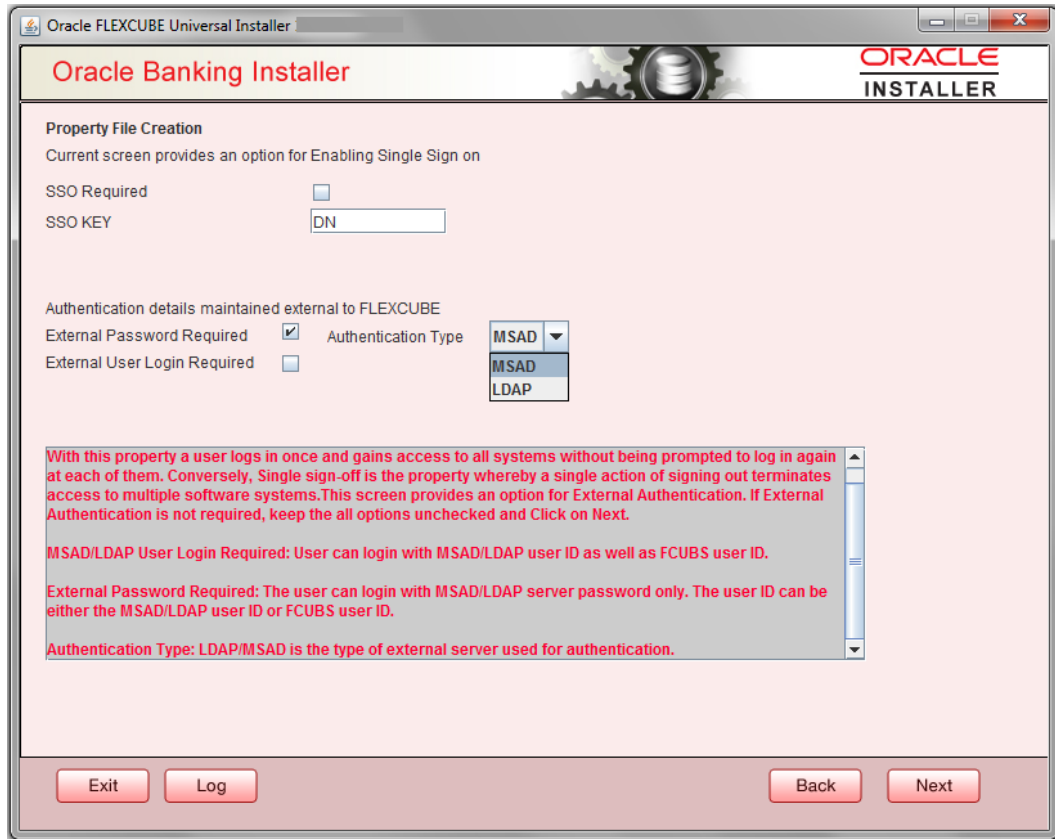 Oracle FLEXCUBE Universal Installer
Oracle Banking Installer
ORACLE
INSTALLER
Property File Creation
Current screen provides an option for Enabling Single Sign on
SSO Required
SSO KEY DN
Authentication details maintained external to FLEXCUBE
External Password Required Authentication Type MSAD
External User Login Required
MSAD
LDAP
With this property a user logs in once and gains access to all systems without being prompted to log in again
at each of them. Conversely, Single sign-off is the property whereby a single action of signing out terminates
access to multiple software systems.This screen provides an option for External Authentication. If External
Authentication is not required, keep the all options unchecked and Click on Next.
MSAD/LDAP User Login Required: User can login with MSAD/LDAP user ID as well as FCUBS user ID.
External Password Required: The user can login with MSAD/LDAP server password only. The user ID can be
either the MSAD/LDAP user ID or FCUBS user ID.
Authentication Type: LDAP/MSAD is the type of external server used for authentication.
Exit Log Back Next